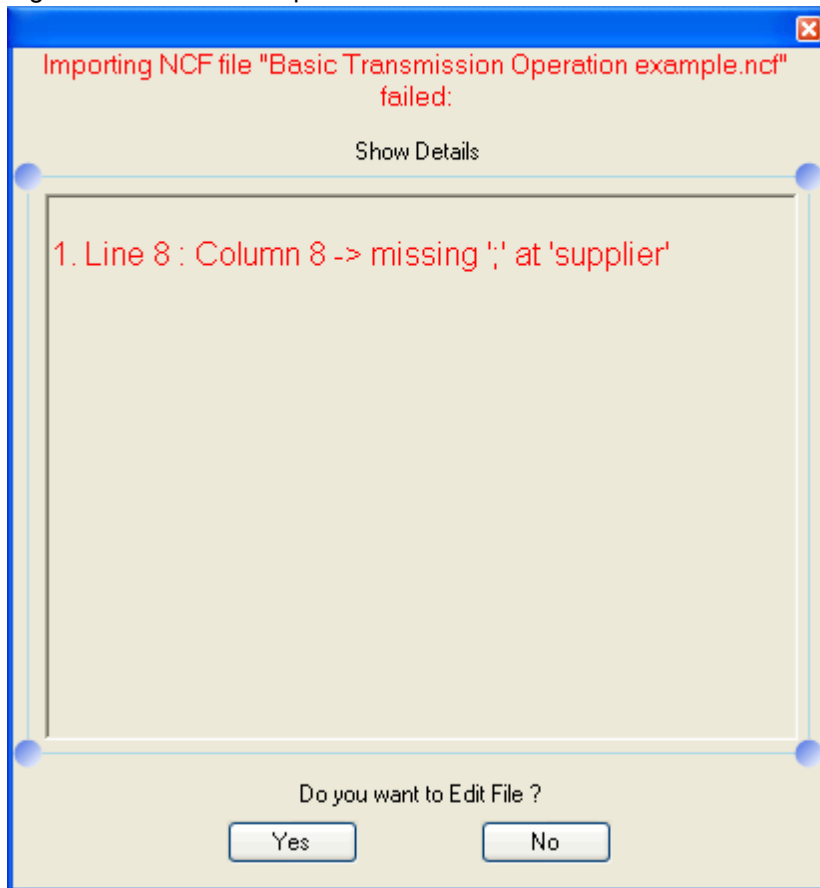 Importing NCF file "Basic Transmission Operation example.ncf"
failed:
Show Details
1. Line 8 : Column 8 -> missing ';' at 'supplier'
Do you want to Edit File ?
Yes
No